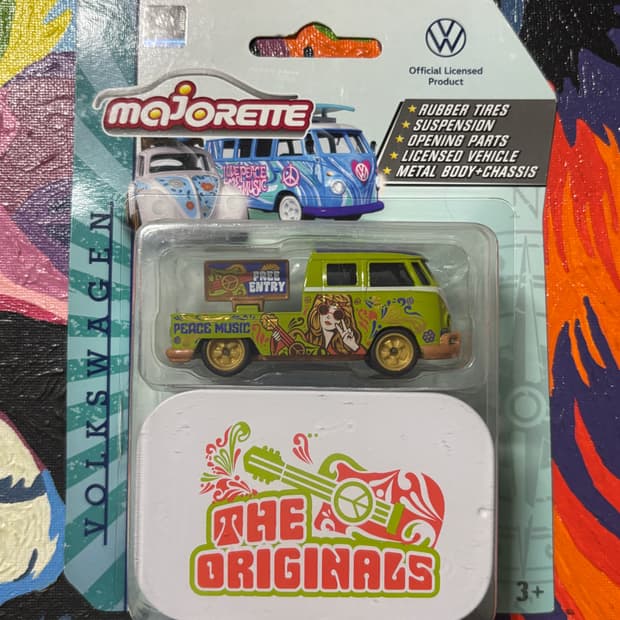 Official Licensed
Product
MAJORETTE
RUBBER TIRES
SUSPENSION
OPENING PARTS
LICENSED VEHICLE
METAL BODY+CHASSIS
VOLKSWAGEN
FREE
ENTRY
PEACE MUSIC
THE
ORIGINALS
3+